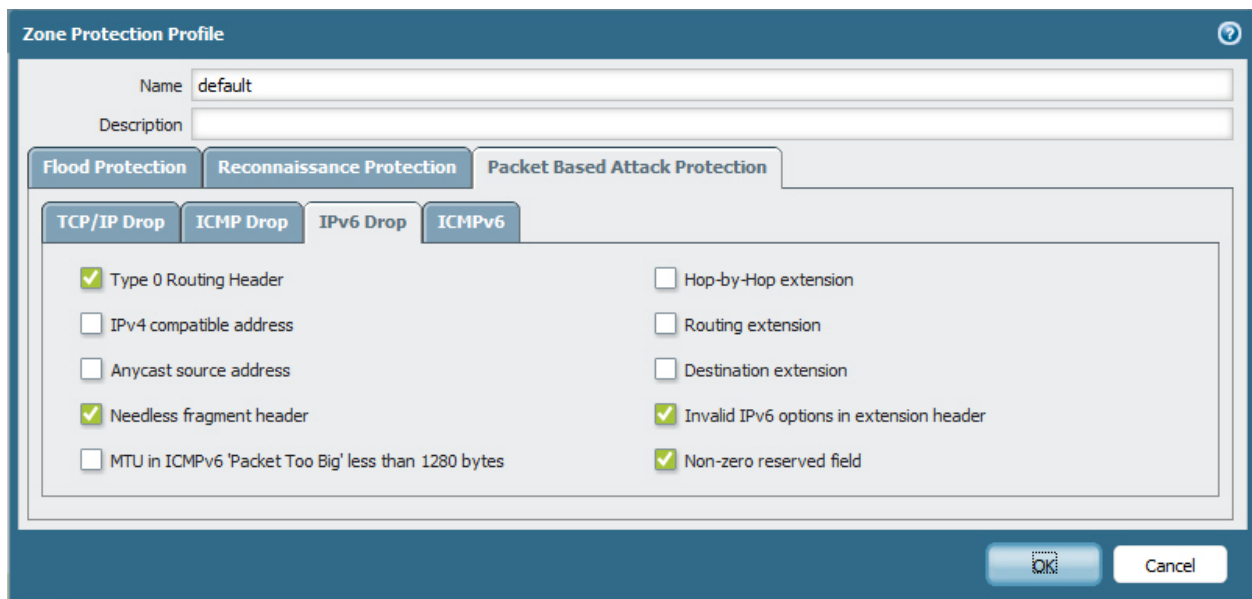 Zone Protection Profile
Name default
Description
Flood Protection Reconnaissance Protection Packet Based Attack Protection
TCP/IP Drop ICMP Drop IPv6 Drop ICMPv6
Type 0 Routing Header Hop-by-Hop extension
IPv4 compatible address Routing extension
Anycast source address Destination extension
Needless fragment header Invalid IPv6 options in extension header
MTU in ICMPv6 'Packet Too Big' less than 1280 bytes Non-zero reserved field
OK Cancel